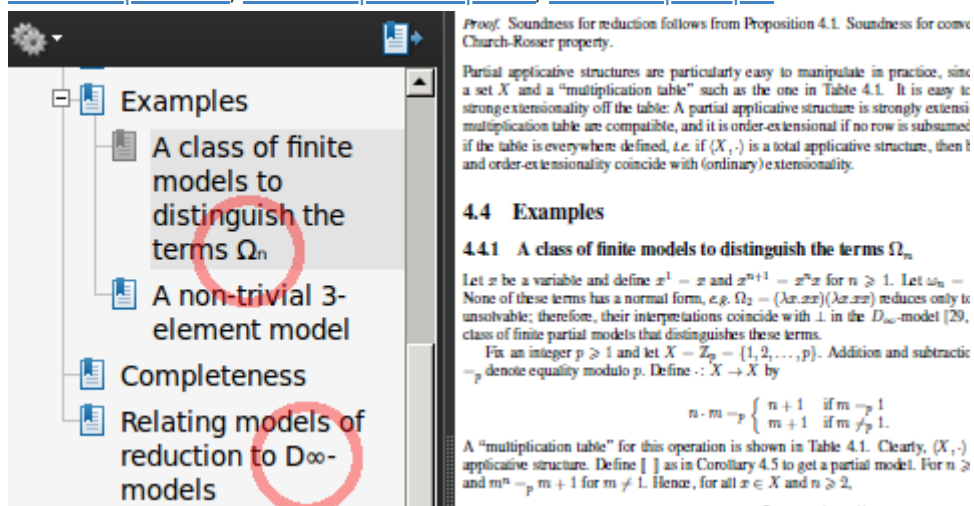 Examples
A class of finite
models to
distinguish the
terms Ωₙ
A non-trivial 3-
element model
Completeness
Relating models of
reduction to D∞-
models
Proof. Soundness for reduction follows from Proposition 4.1. Soundness for conve
Church-Rosser property.
Partial applicative structures are particularly easy to manipulate in practice, sinc
a set X and a “multiplication table” such as the one in Table 4.1. It is easy to
strong extensionality off the table: A partial applicative structure is strongly extensi
multiplication table are compatible, and it is order-extensional if no row is subsumed
if the table is everywhere defined, i.e. if ⟨X, ·⟩ is a total applicative structure, then b
and order-extensionality coincide with (ordinary) extensionality.
4.4 Examples
4.4.1 A class of finite models to distinguish the terms Ωₙ
Let x be a variable and define x¹ = x and xⁿ⁺¹ = xⁿx for n ⩾ 1. Let ωₙ =
None of these terms has a normal form, e.g. Ω₂ = (λx.xx)(λx.xx) reduces only to
unsolvable; therefore, their interpretations coincide with ⊥ in the D∞-model [29,
class of finite partial models that distinguishes these terms.
Fix an integer p ⩾ 1 and let X = ℤₚ = {1, 2, . . . , p}. Addition and subtractio
=ₚ denote equality modulo p. Define ·: X → X by
n · m =ₚ { n + 1 if m =ₚ 1
m + 1 if m ≠ₚ 1.
A “multiplication table” for this operation is shown in Table 4.1. Clearly, ⟨X, ·⟩
applicative structure. Define [ ] as in Corollary 4.5 to get a partial model. For n ⩾
and mⁿ =ₚ m + 1 for m ≠ 1. Hence, for all x ∈ X and n ⩾ 2,